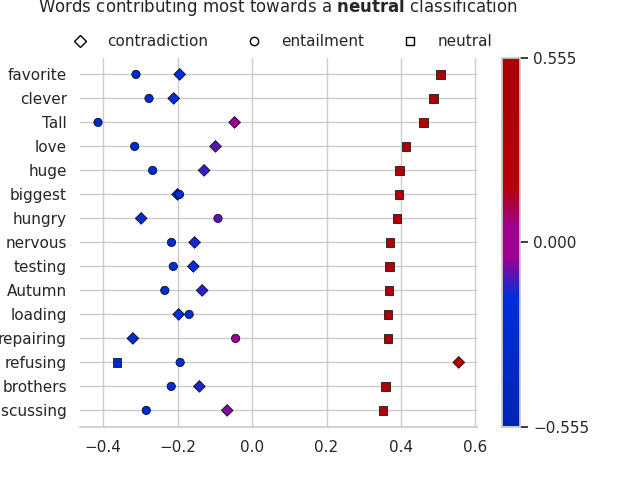 Words contributing most towards a neutral classification
contradiction entailment neutral
favorite
clever
Tall
love
huge
biggest
hungry
nervous
testing
Autumn
loading
repairing
refusing
brothers
scussing
−0.4 −0.2 0.0 0.2 0.4 0.6
0.555
0.000
−0.555